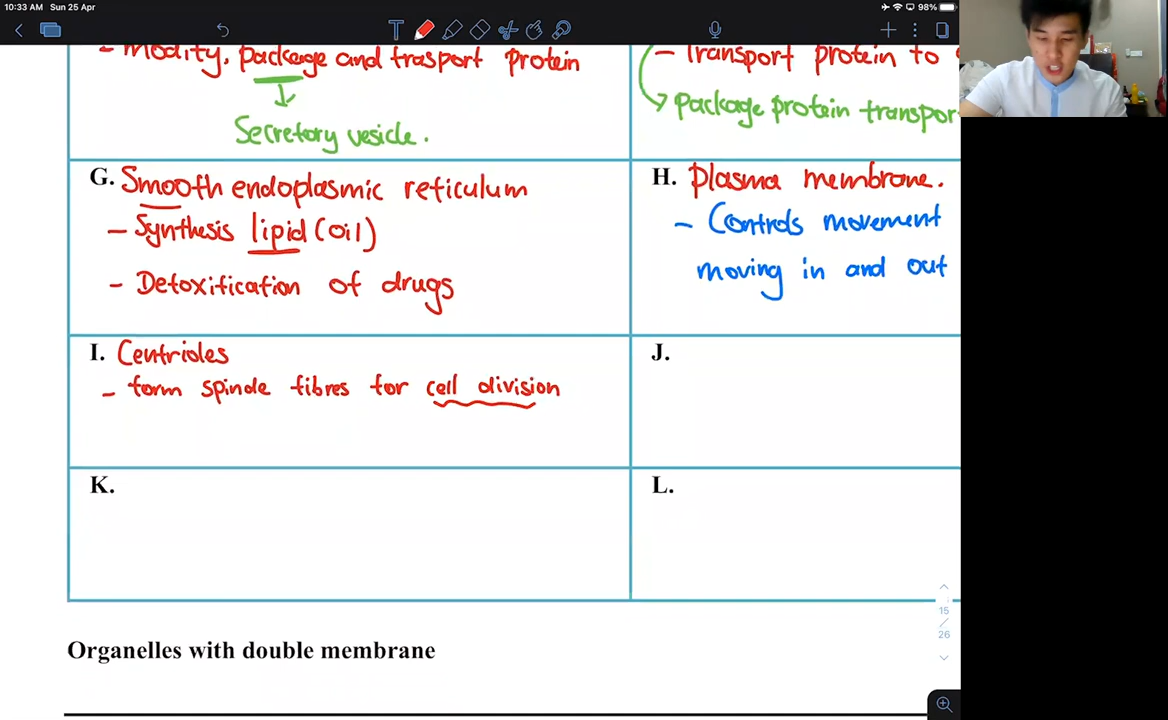 10:33 AM Sun 25 Apr
98%
- Modify, package and trasport protein
Secretory vesicle.
- Transport protein to
package protein transpor
G. Smooth endoplasmic reticulum
- Synthesis lipid (oil)
- Detoxification of drugs
H. Plasma membrane.
- Controls movement
moving in and out
I. Centrioles
- form spinde fibres for cell division
J.
K.
L.
15
/
26
Organelles with double membrane